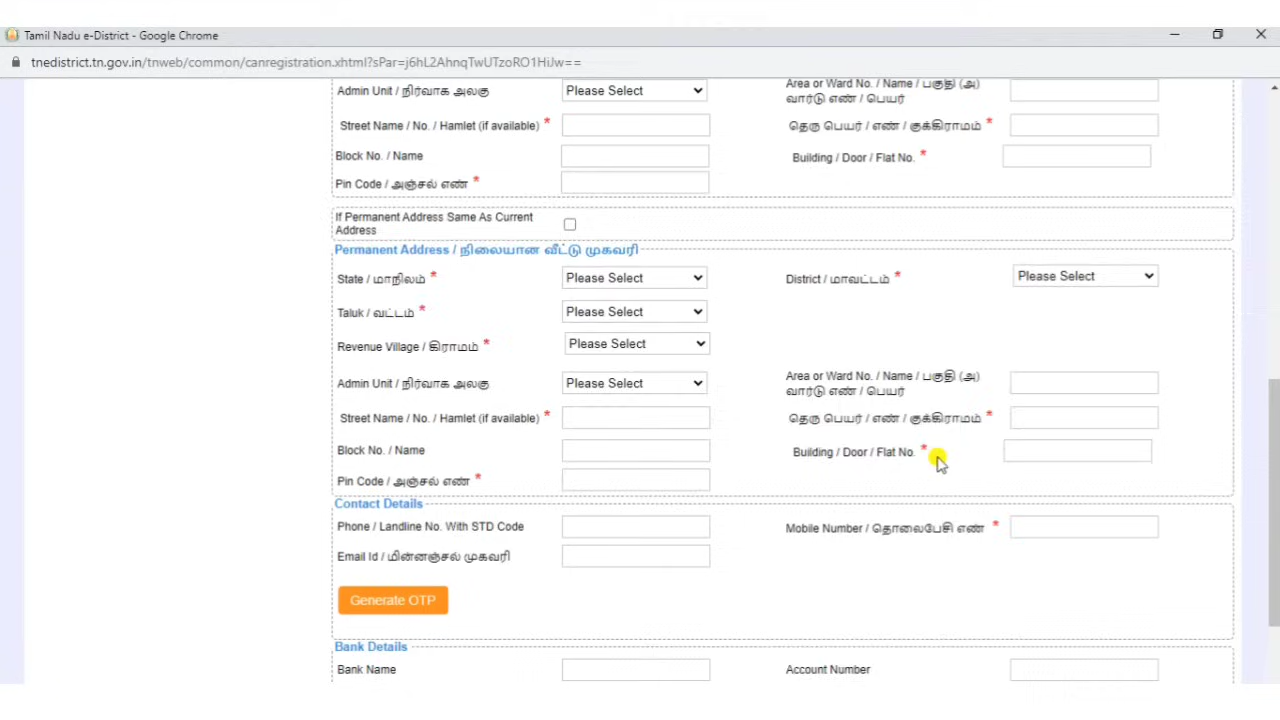 Tamil Nadu e-District - Google Chrome
tnedistrict.tn.gov.in/tnweb/common/canregistration.xhtml?sPar=j6hL2AhnqTwUTzoRO1HiJw==
Admin Unit / நிர்வாக அலகு Please Select Area or Ward No. / Name / பகுதி (அ)
வார்டு எண் / பெயர்
Street Name / No. / Hamlet (if available) * தெரு பெயர் / எண் / குக்கிராமம் *
Block No. / Name Building / Door / Flat No. *
Pin Code / அஞ்சல் எண் *
If Permanent Address Same As Current
Address
Permanent Address / நிலையான வீட்டு முகவரி
State / மாநிலம் * Please Select District / மாவட்டம் * Please Select
Taluk / வட்டம் * Please Select
Revenue Village / கிராமம் * Please Select
Admin Unit / நிர்வாக அலகு Please Select Area or Ward No. / Name / பகுதி (அ)
வார்டு எண் / பெயர்
Street Name / No. / Hamlet (if available) * தெரு பெயர் / எண் / குக்கிராமம் *
Block No. / Name Building / Door / Flat No. *
Pin Code / அஞ்சல் எண் *
Contact Details
Phone / Landline No. With STD Code Mobile Number / தொலைபேசி எண் *
Email Id / மின்னஞ்சல் முகவரி
Generate OTP
Bank Details
Bank Name Account Number